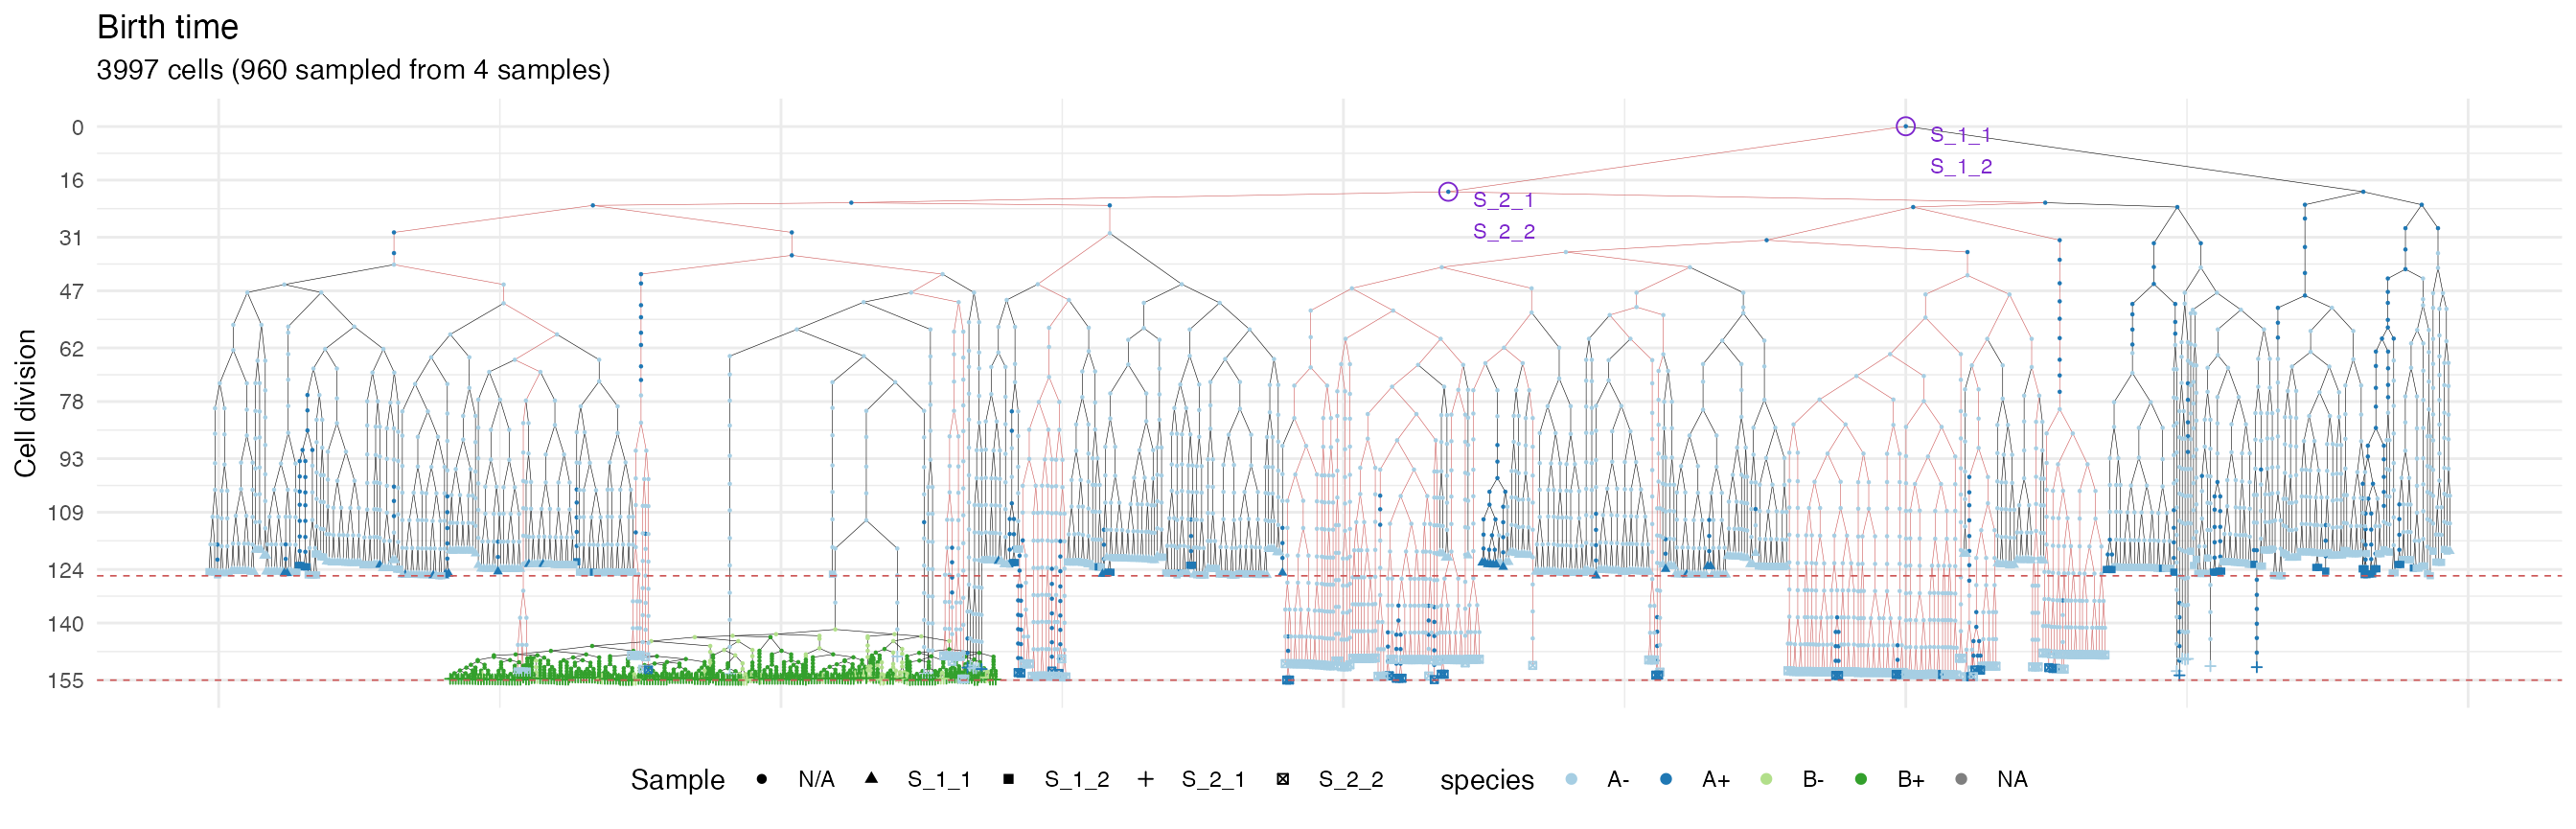 Birth time
3997 cells (960 sampled from 4 samples)
0
16
31
47
62
78
93
109
124
140
155
Cell division
S_1_1
S_1_2
S_2_1
S_2_2
Sample N/A S_1_1 S_1_2 S_2_1 S_2_2 species A- A+ B- B+ NA